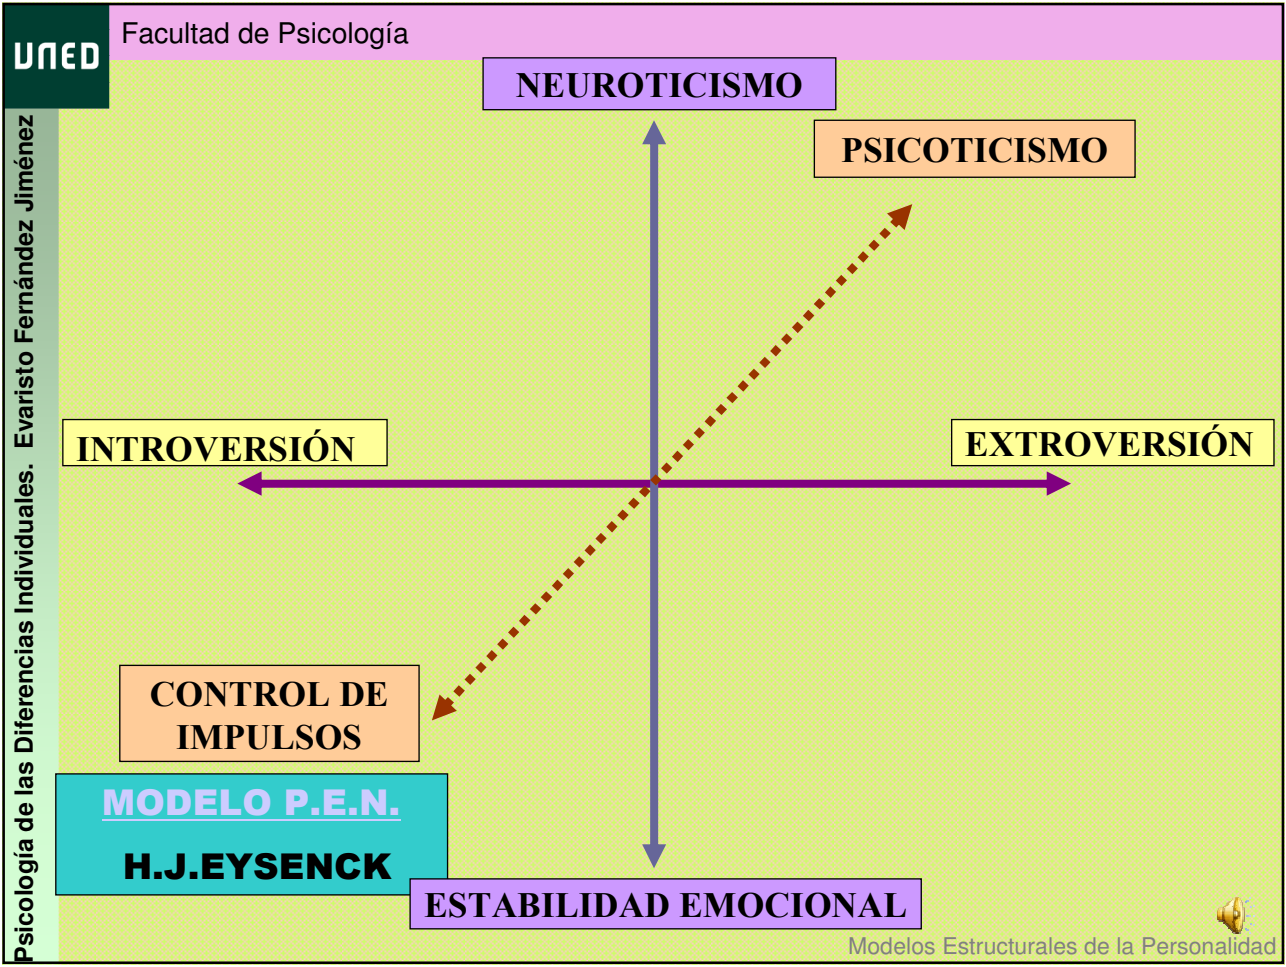 UNED
Facultad de Psicología
Psicología de las Diferencias Individuales. Evaristo Fernández Jiménez
NEUROTICISMO
PSICOTICISMO
INTROVERSIÓN
EXTROVERSIÓN
CONTROL DE
IMPULSOS
MODELO P.E.N.
H.J.EYSENCK
ESTABILIDAD EMOCIONAL
Modelos Estructurales de la Personalidad